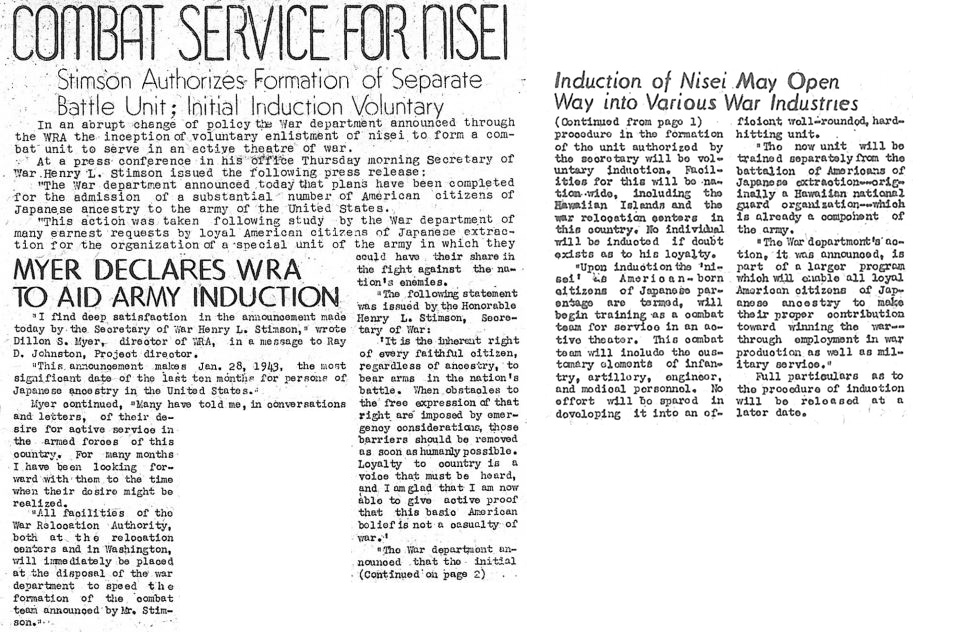 COMBAT SERVICE FOR NISEI
Stimson Authorizes Formation of Separate
Battle Unit; Initial Induction Voluntary
In an abrupt change of policy the War department announced through
the WRA the inception of voluntary enlistment of nisei to form a com-
bat unit to serve in an active theatre of war.
At a press conference in his office Thursday morning Secretary of
War Henry L. Stimson issued the following press release:
"The War department announced today that plans have been completed
for the admission of a substantial number of American citizens of
Japanese ancestry to the army of the United States.
"This action was taken following study by the War department of
many earnest requests by loyal American citizens of Japanese extrac-
tion for the organization of a special unit of the army in which they
could have their share in
the fight against the na-
tion's enemies.
"The following statement
was issued by the Honorable
Henry L. Stimson, Secre-
tary of War:
'It is the inherent right
of every faithful citizen,
regardless of ancestry, to
bear arms in the nation's
battle. When obstacles to
the free expression of that
right are imposed by emer-
gency considerations, those
barriers should be removed
as soon as humanly possible.
Loyalty to country is a
voice that must be heard,
and I am glad that I am now
able to give active proof
that this basic American
belief is not a casualty of
war.'
"The War department an-
nounced that the initial
(Continued on page 2)
MYER DECLARES WRA
TO AID ARMY INDUCTION
"I find deep satisfaction in the announcement made
today by the Secretary of War Henry L. Stimson," wrote
Dillon S. Myer, director of WRA, in a message to Ray
D. Johnston, Project director.
"This announcement makes Jan. 28, 1943, the most
significant date of the last ten months for persons of
Japanese ancestry in the United States."
Myer continued, "Many have told me, in conversations
and letters, of their de-
sire for active service in
the armed forces of this
country. For many months
I have been looking for-
ward with them to the time
when their desire might be
realized.
"All facilities of the
War Relocation Authority,
both at the relocation
centers and in Washington,
will immediately be placed
at the disposal of the war
department to speed the
formation of the combat
team announced by Mr. Stim-
son."
Induction of Nisei May Open
Way into Various War Industries
(Continued from page 1)
procedure in the formation
of the unit authorized by
the secretary will be vol-
untary induction. Facil-
ities for this will be na-
tion-wide, including the
Hawaiian Islands and the
war relocation centers in
this country. No individual
will be inducted if doubt
exists as to his loyalty.
"Upon induction the 'ni-
sei' as American-born
citizens of Japanese par-
entage are termed, will
begin training as a combat
team for service in an ac-
tive theater. This combat
team will include the cus-
tomary elements of infan-
try, artillery, engineer,
and medical personnel. No
effort will be spared in
developing it into an ef-
ficient well-rounded, hard-
hitting unit.
"The new unit will be
trained separately from the
battalion of Americans of
Japanese extraction--orig-
inally a Hawaiian national
guard organization--which
is already a component of
the army.
"The War department's ac-
tion, it was announced, is
part of a larger program
which will enable all loyal
American citizens of Jap-
anese ancestry to make
their proper contribution
toward winning the war--
through employment in war
production as well as mil-
itary service."
Full particulars as to
the procedure of induction
will be released at a
later date.